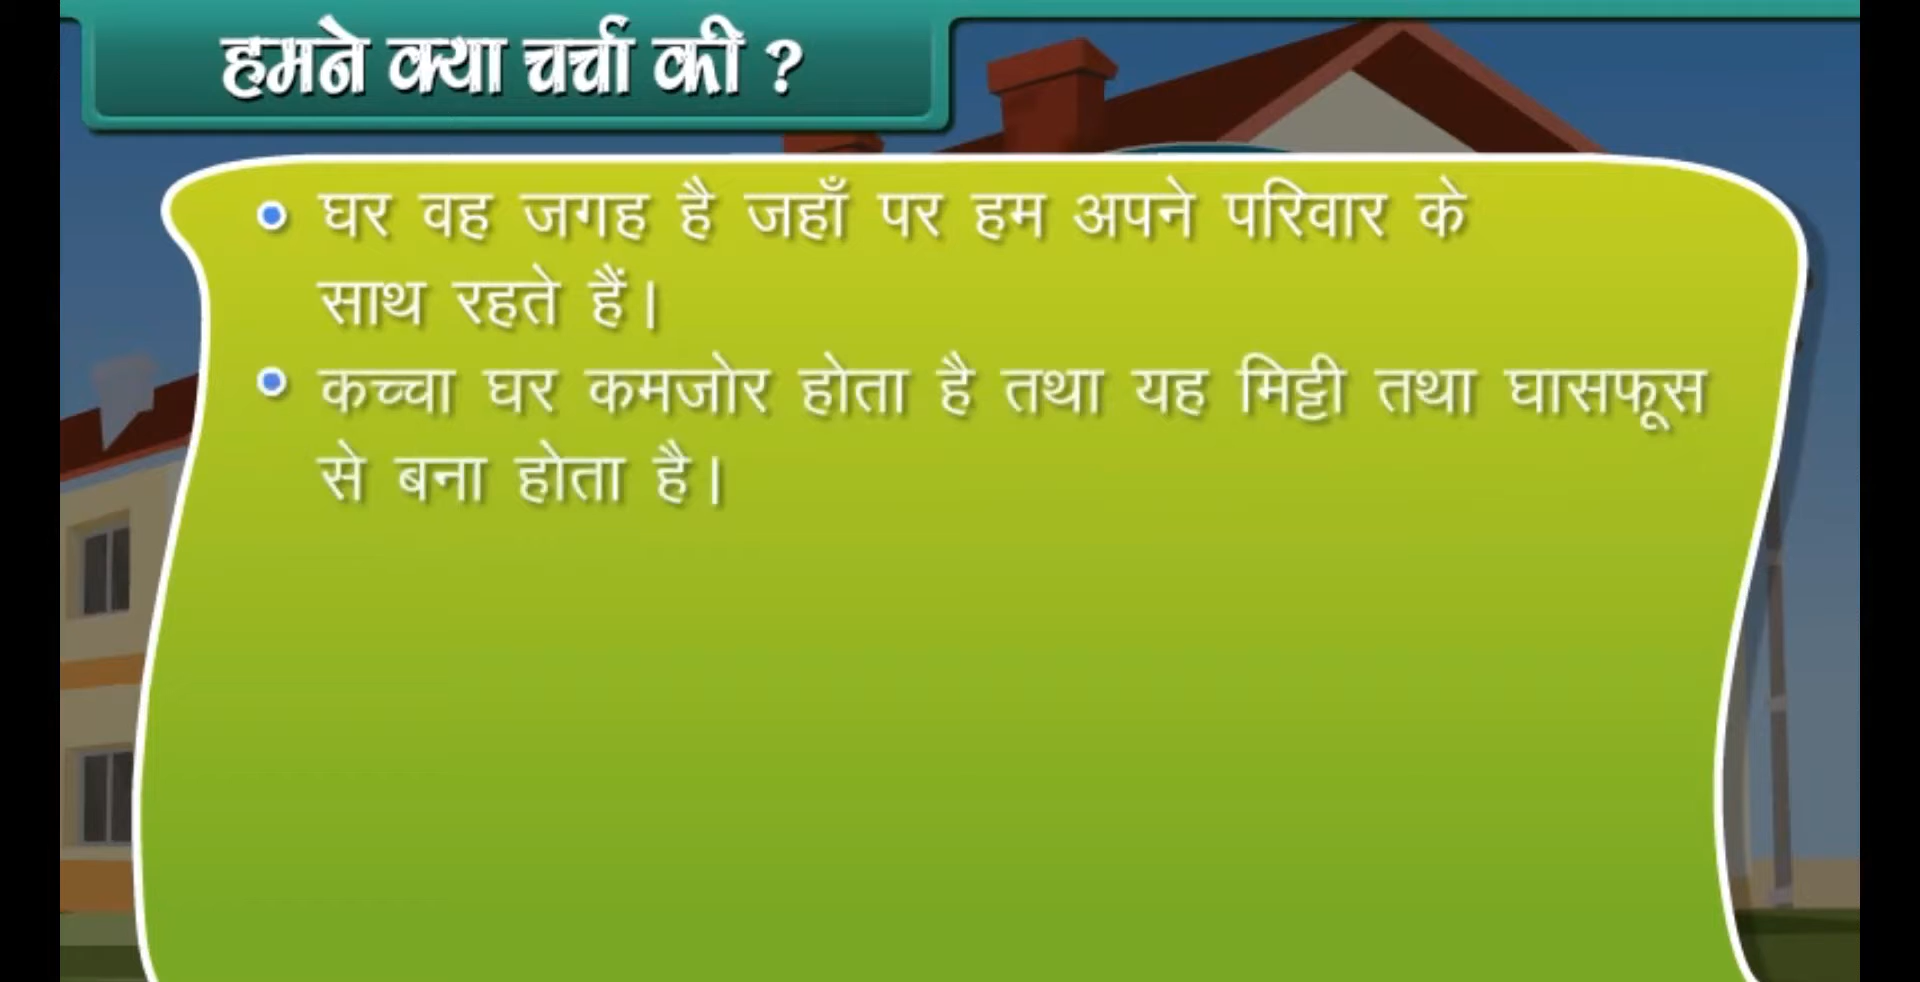 हमने क्या चर्चा की ?
घर वह जगह है जहाँ पर हम अपने परिवार के
साथ रहते हैं।
कच्चा घर कमजोर होता है तथा यह मिट्टी तथा घासफूस
से बना होता है।